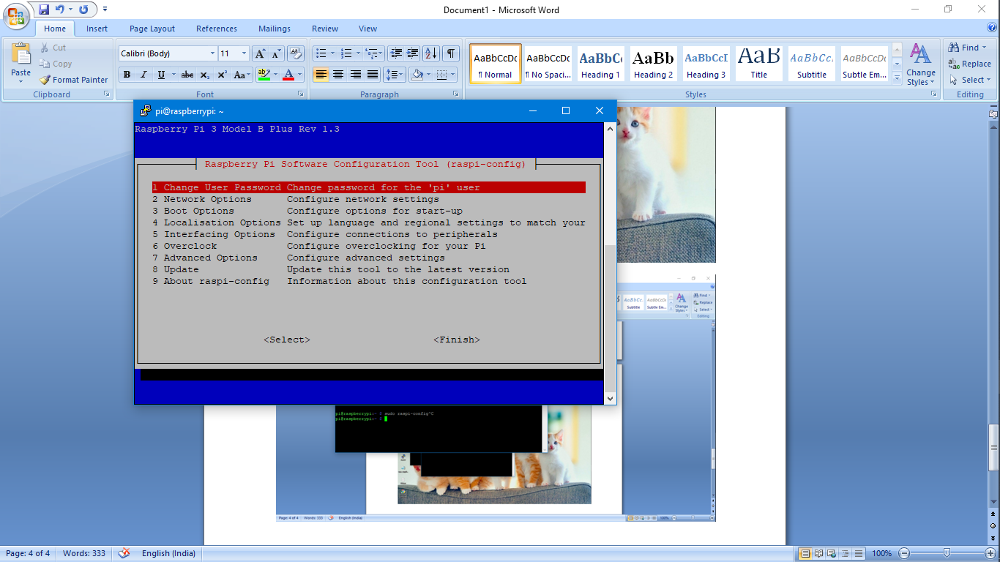 Document1 - Microsoft Word
Home Insert Page Layout References Mailings Review View
Paste
Cut
Copy
Format Painter
Clipboard
Calibri (Body) 11
Font
Paragraph
AaBbCcDc AaBbCcDc AaBbCc AaBb AaBbCcI AaB AaBbCc. AaBbCcDc
¶ Normal ¶ No Spaci... Heading 1 Heading 2 Heading 3 Title Subtitle Subtle Em...
Change Styles
Styles
Find
Replace
Select
Editing
pi@raspberrypi: ~
Raspberry Pi 3 Model B Plus Rev 1.3
Raspberry Pi Software Configuration Tool (raspi-config)
1 Change User Password Change password for the 'pi' user
2 Network Options Configure network settings
3 Boot Options Configure options for start-up
4 Localisation Options Set up language and regional settings to match your
5 Interfacing Options Configure connections to peripherals
6 Overclock Configure overclocking for your Pi
7 Advanced Options Configure advanced settings
8 Update Update this tool to the latest version
9 About raspi-config Information about this configuration tool
<Select> <Finish>
AaBbCc. AaBbCcDc
Subtitle Subtle Em...
Change Styles
Find
Replace
Select
Editing
pi@raspberrypi:~ $ sudo raspi-config^C
pi@raspberrypi:~ $
Page: 4 of 4 Words: 333 English (India) 100%
Page: 4 of 4 Words: 333 English (India) 100%